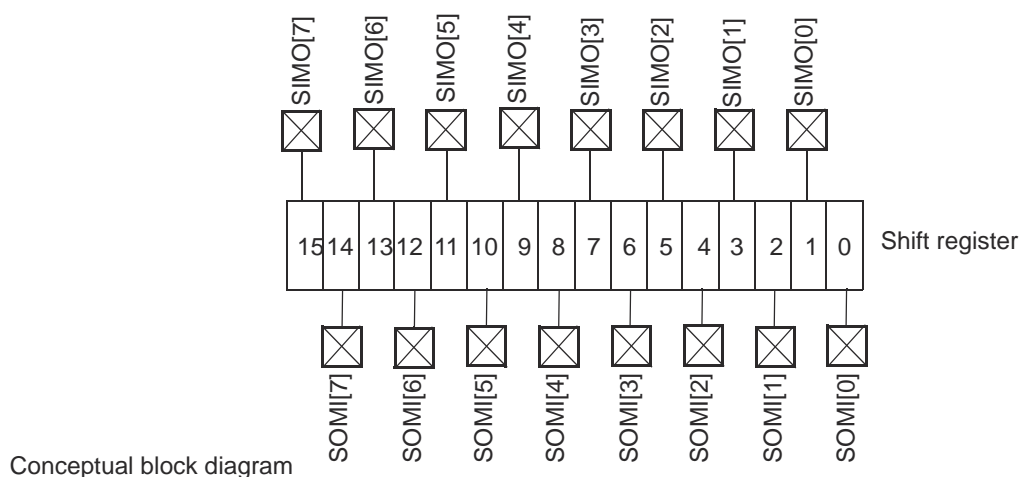 SIMO[7] SIMO[6] SIMO[5] SIMO[4] SIMO[3] SIMO[2] SIMO[1] SIMO[0]
15 14 13 12 11 10 9 8 7 6 5 4 3 2 1 0 Shift register
SOMI[7] SOMI[6] SOMI[5] SOMI[4] SOMI[3] SOMI[2] SOMI[1] SOMI[0]
Conceptual block diagram